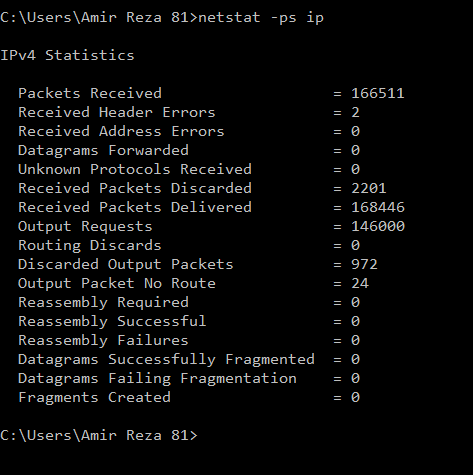 C:\Users\Amir Reza 81>netstat -ps ip
IPv4 Statistics
Packets Received = 166511
Received Header Errors = 2
Received Address Errors = 0
Datagrams Forwarded = 0
Unknown Protocols Received = 0
Received Packets Discarded = 2201
Received Packets Delivered = 168446
Output Requests = 146000
Routing Discards = 0
Discarded Output Packets = 972
Output Packet No Route = 24
Reassembly Required = 0
Reassembly Successful = 0
Reassembly Failures = 0
Datagrams Successfully Fragmented = 0
Datagrams Failing Fragmentation = 0
Fragments Created = 0
C:\Users\Amir Reza 81>